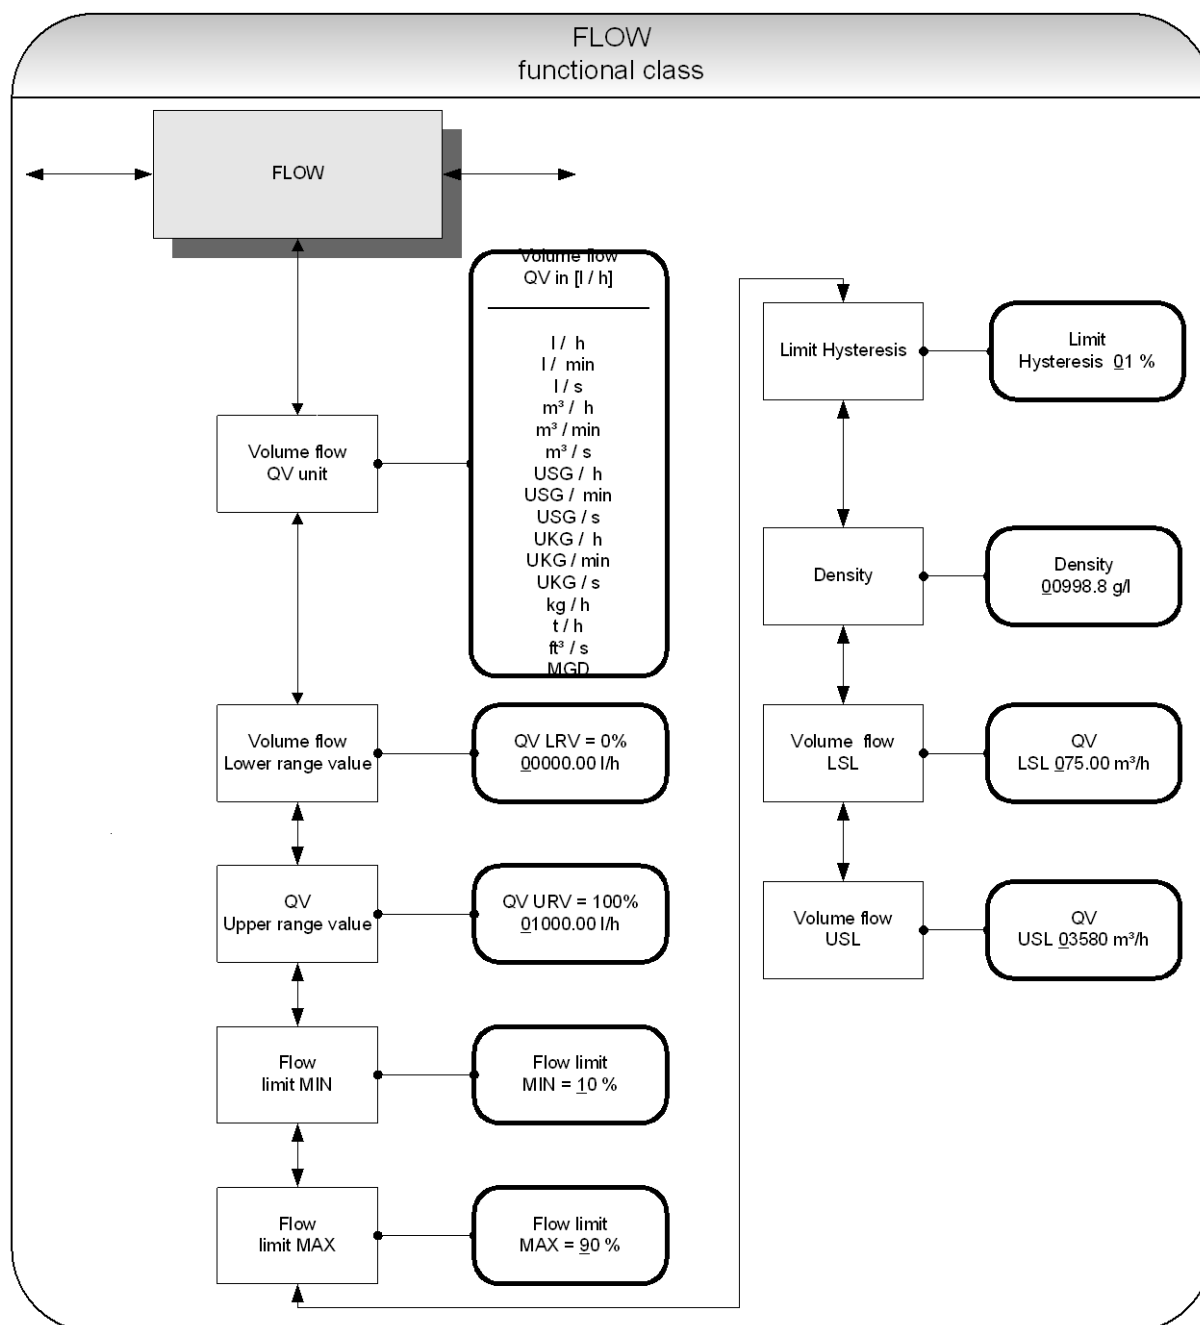 FLOW
functional class
FLOW
Volume flow
QV in [l / h]
l / h
l / min
l / s
m³ / h
m³ / min
m³ / s
USG / h
USG / min
USG / s
UKG / h
UKG / min
UKG / s
kg / h
t / h
ft³ / s
MGD
Volume flow
QV unit
Volume flow
Lower range value
QV LRV = 0%
00000.00 l/h
QV
Upper range value
QV URV = 100%
01000.00 l/h
Flow
limit MIN
Flow limit
MIN = 10 %
Flow
limit MAX
Flow limit
MAX = 90 %
Limit Hysteresis
Limit
Hysteresis 01 %
Density
Density
00998.8 g/l
Volume flow
LSL
QV
LSL 075.00 m³/h
Volume flow
USL
QV
USL 03580 m³/h